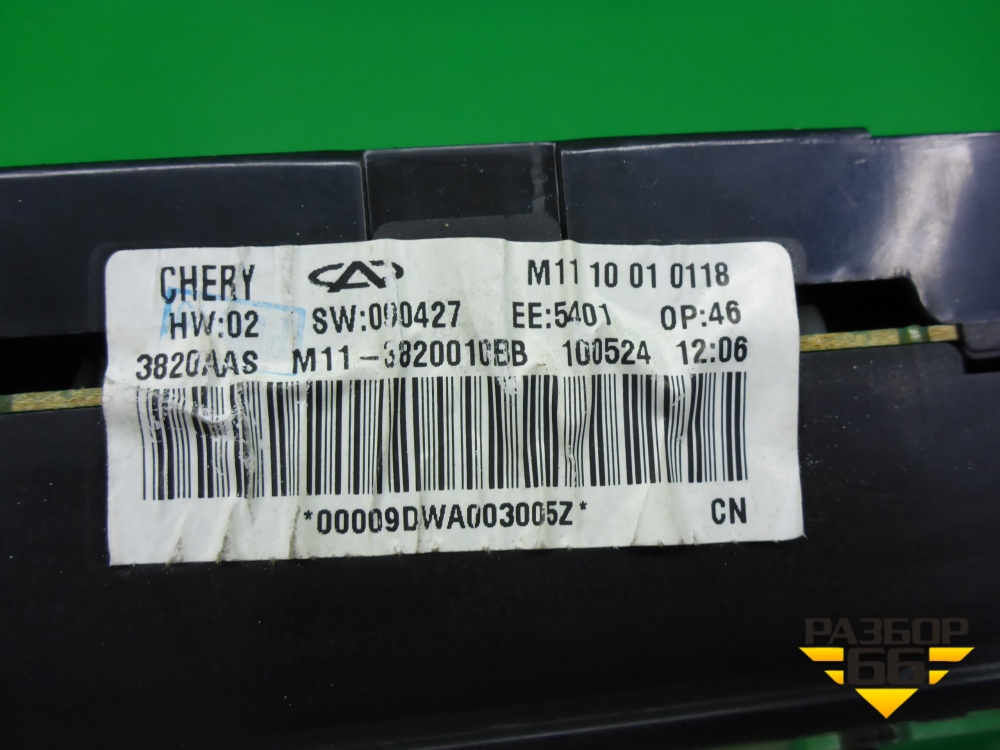 CHERY M11 10 01 0118
HW:02 SW:000427 EE:5401 OP:46
3820AAS M11-3820010BB 100524 12:06
*00009DWA003005Z* CN
РАЗБОР
66